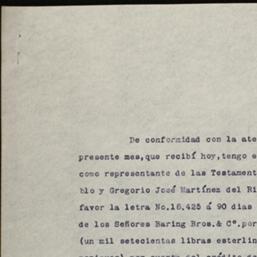 De conformidad con la ate
presente mes,que recibí hoy,tengo e
como representante de las Testament
blo y Gregorio José Martínez del Ri
favor la letra No.15.425 á 90 dias
de los Señores Baring Bros.& Cº.por
(un mil setecientas libras esterlin